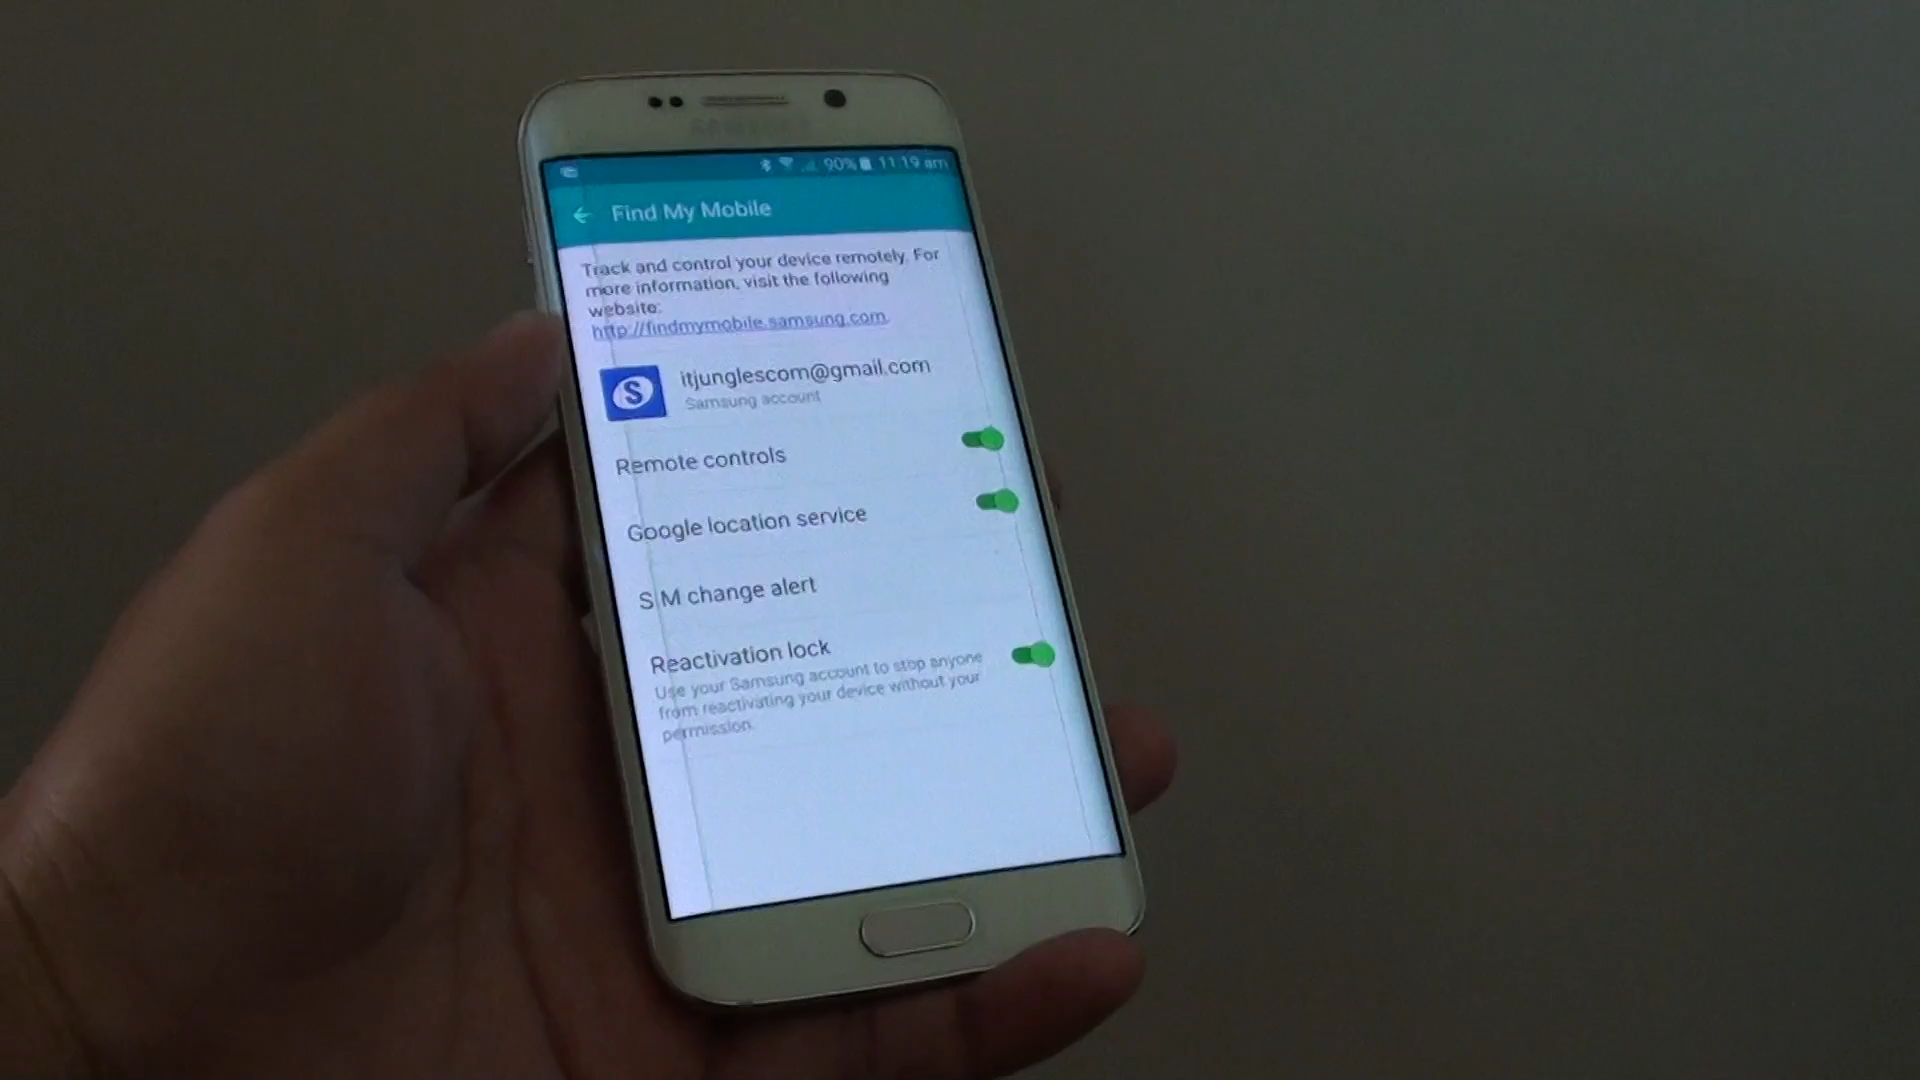 SAMSUNG
90% 11:19 am
Find My Mobile
Track and control your device remotely. For
more information, visit the following
website:
http://findmymobile.samsung.com
S
itjunglescom@gmail.com
Samsung account
Remote controls
Google location service
SIM change alert
Reactivation lock
Use your Samsung account to stop anyone
from reactivating your device without your
permission.